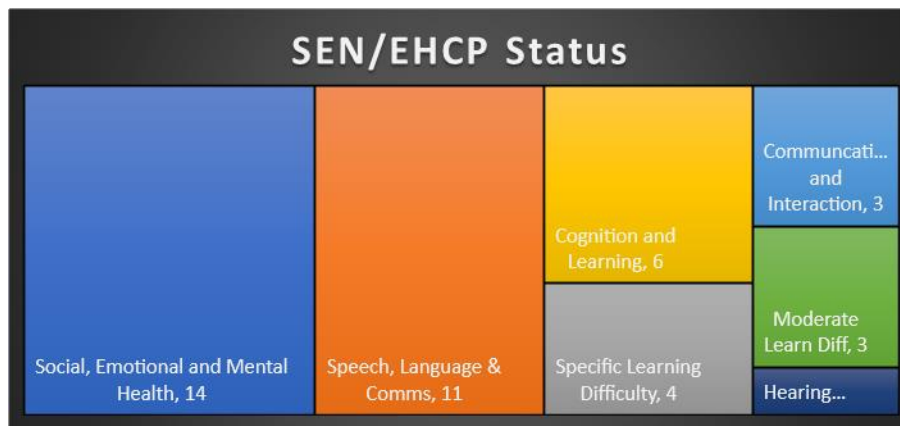 SEN/EHCP Status
Social, Emotional and Mental
Health, 14
Speech, Language &
Comms, 11
Cognition and
Learning, 6
Specific Learning
Difficulty, 4
Communcati...
and
Interaction, 3
Moderate
Learn Diff, 3
Hearing...